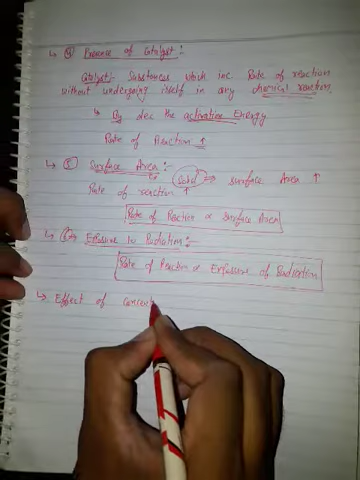 ↳ ④ Presence of Catalyst :-
Catalyst :- Substances which inc Rate of reaction
without undergoing itself in any chemical reaction.
↳ By dec the activation Energy
Rate of Reaction ↑
↳ ⑤ Surface Area :-
Rate of reaction ↑ Solid ⇒ surface Area ↑
Rate of Reaction ∝ Surface Area
↳ ⑥ Exposure to Radiation :-
Rate of Reaction ∝ Exposure of Radiation
↳ Effect of concent